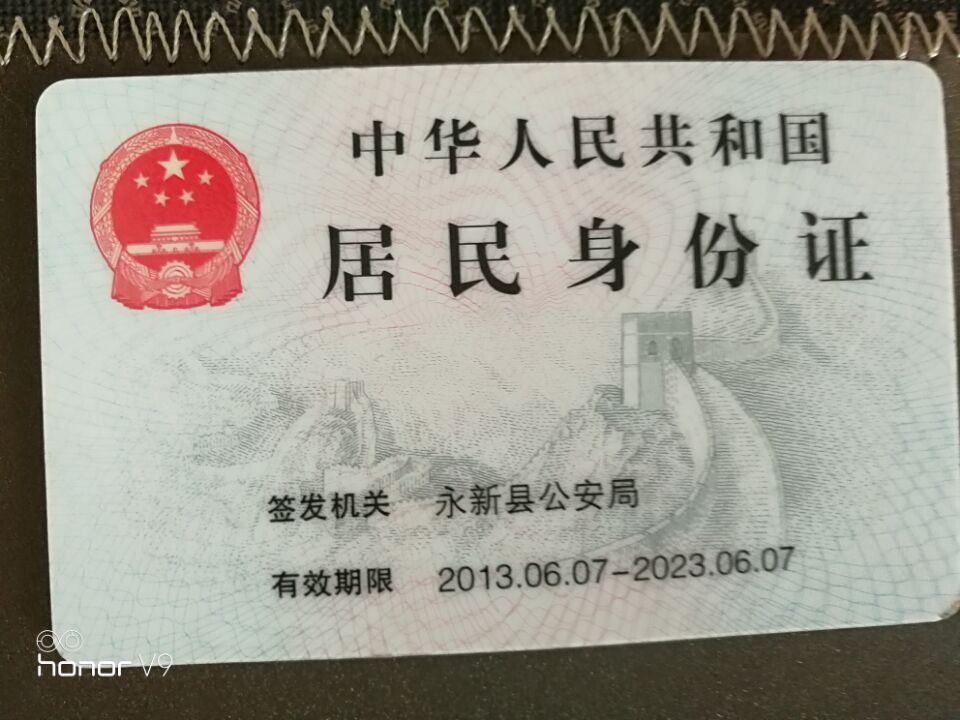 中华人民共和国
居民身份证
签发机关 永新县公安局
有效期限 2013.06.07-2023.06.07
honor V9